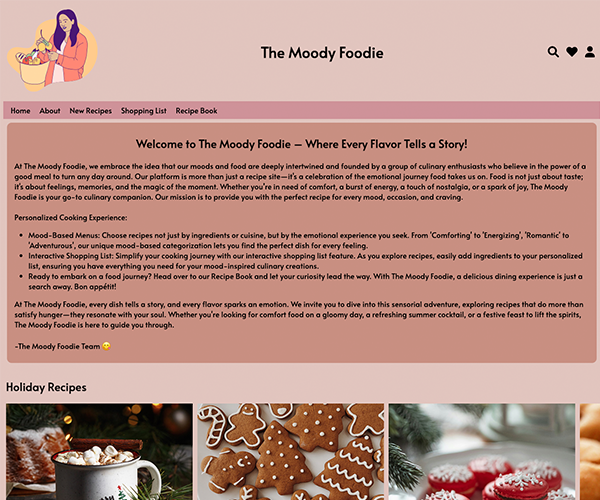 The Moody Foodie
Home About New Recipes Shopping List Recipe Book
Welcome to The Moody Foodie – Where Every Flavor Tells a Story!
At The Moody Foodie, we embrace the idea that our moods and food are deeply intertwined and founded by a group of culinary enthusiasts who believe in the power of a
good meal to turn any day around. Our platform is more than just a recipe site—it's a celebration of the emotional journey food takes us on. Food is not just about taste;
it's about feelings, memories, and the magic of the moment. Whether you're in need of comfort, a burst of energy, a touch of nostalgia, or a spark of joy, The Moody
Foodie is your go-to culinary companion. Our mission is to provide you with the perfect recipe for every mood, occasion, and craving.
Personalized Cooking Experience:
Mood-Based Menus: Choose recipes not just by ingredients or cuisine, but by the emotional experience you seek. From 'Comforting' to 'Energizing', 'Romantic' to
'Adventurous', our unique mood-based categorization lets you find the perfect dish for every feeling.
Interactive Shopping List: Simplify your cooking journey with our interactive shopping list feature. As you explore recipes, easily add ingredients to your personalized
list, ensuring you have everything you need for your mood-inspired culinary creations.
Ready to embark on a food journey? Head over to our Recipe Book and let your curiosity lead the way. With The Moody Foodie, a delicious dining experience is just a
search away. Bon appétit!
At The Moody Foodie, every dish tells a story, and every flavor sparks an emotion. We invite you to dive into this sensorial adventure, exploring recipes that do more than
satisfy hunger—they resonate with your soul. Whether you're looking for comfort food on a gloomy day, a refreshing summer cocktail, or a festive feast to lift the spirits,
The Moody Foodie is here to guide you through.
-The Moody Foodie Team 😋
Holiday Recipes